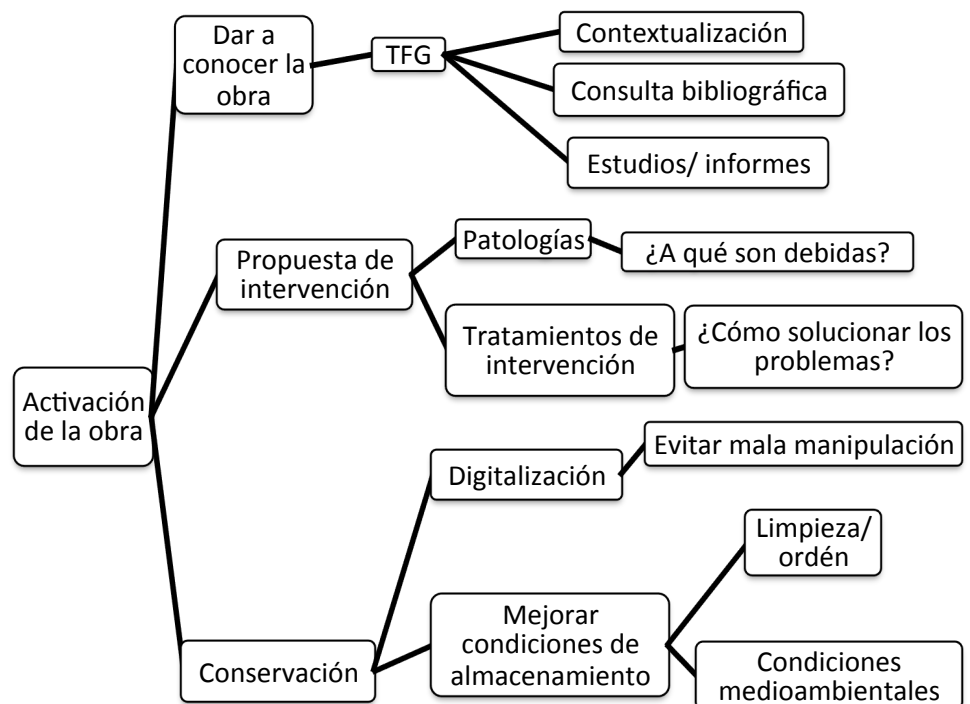 Dar a
conocer la
obra
TFG
Contextualización
Consulta bibliográfica
Estudios/ informes
Propuesta de
intervención
Patologías
¿A qué son debidas?
Tratamientos de
intervención
¿Cómo solucionar los
problemas?
Activación
de la obra
Digitalización
Evitar mala manipulación
Conservación
Mejorar
condiciones de
almacenamiento
Limpieza/
ordén
Condiciones
medioambientales